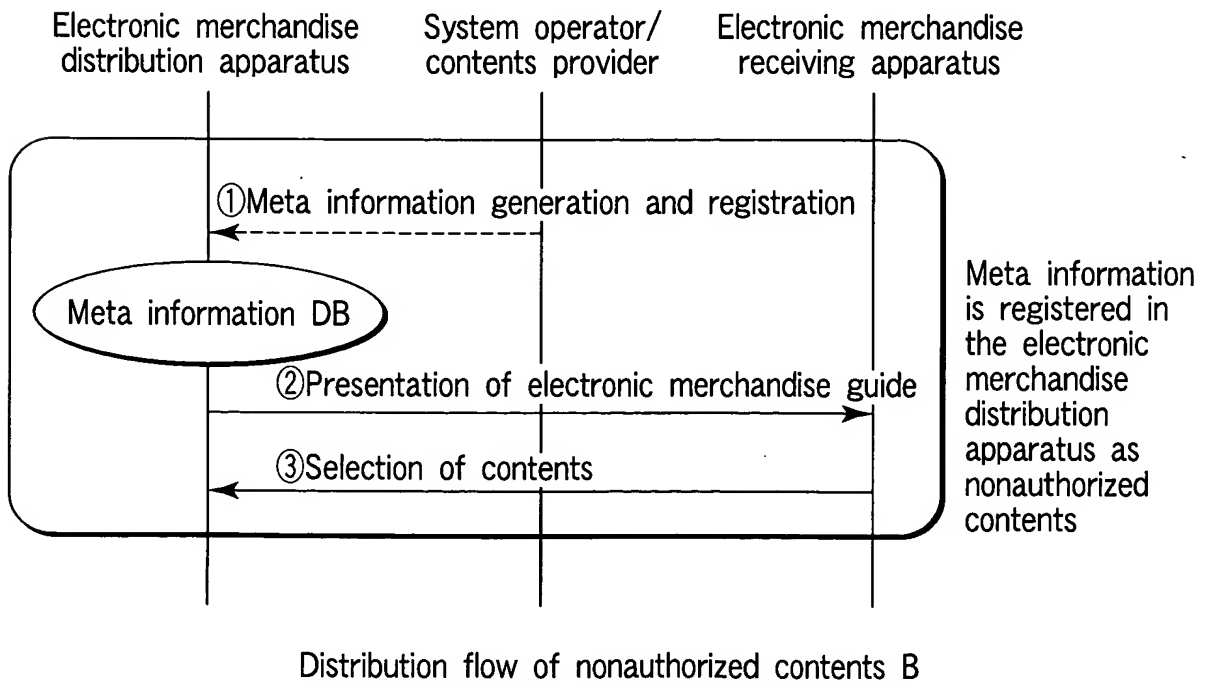 Electronic merchandise
distribution apparatus
System operator/
contents provider
Electronic merchandise
receiving apparatus
①Meta information generation and registration
Meta information DB
②Presentation of electronic merchandise guide
③Selection of contents
Meta information
is registered in
the electronic
merchandise
distribution
apparatus as
nonauthorized
contents
Distribution flow of nonauthorized contents B